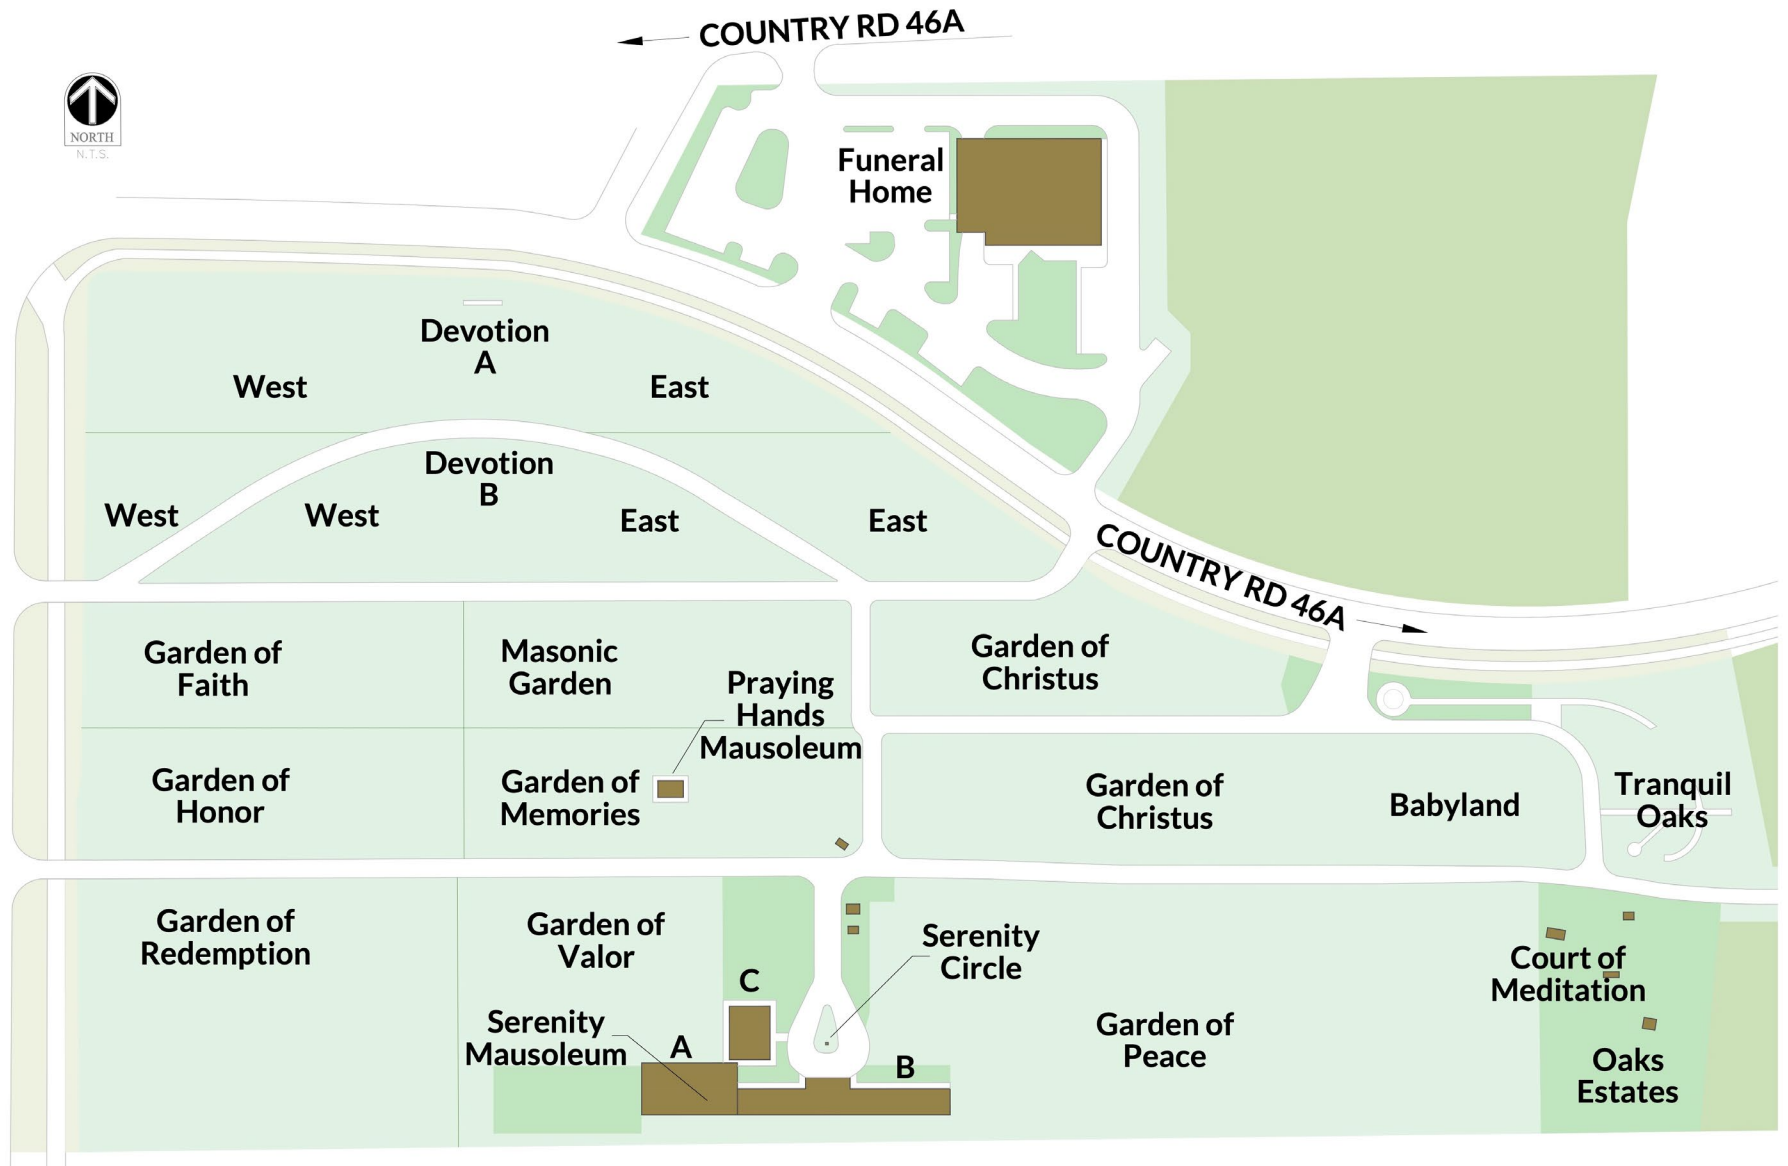 COUNTRY RD 46A
NORTH
N.T.S.
Funeral
Home
Devotion
A
West
East
Devotion
B
West
West
East
East
COUNTRY RD 46A
Garden of
Faith
Masonic
Garden
Praying
Hands
Mausoleum
Garden of
Christus
Garden of
Honor
Garden of
Memories
Garden of
Christus
Babyland
Tranquil
Oaks
Garden of
Redemption
Garden of
Valor
Serenity
Circle
C
Court of
Meditation
Serenity
Mausoleum
A
B
Garden of
Peace
Oaks
Estates